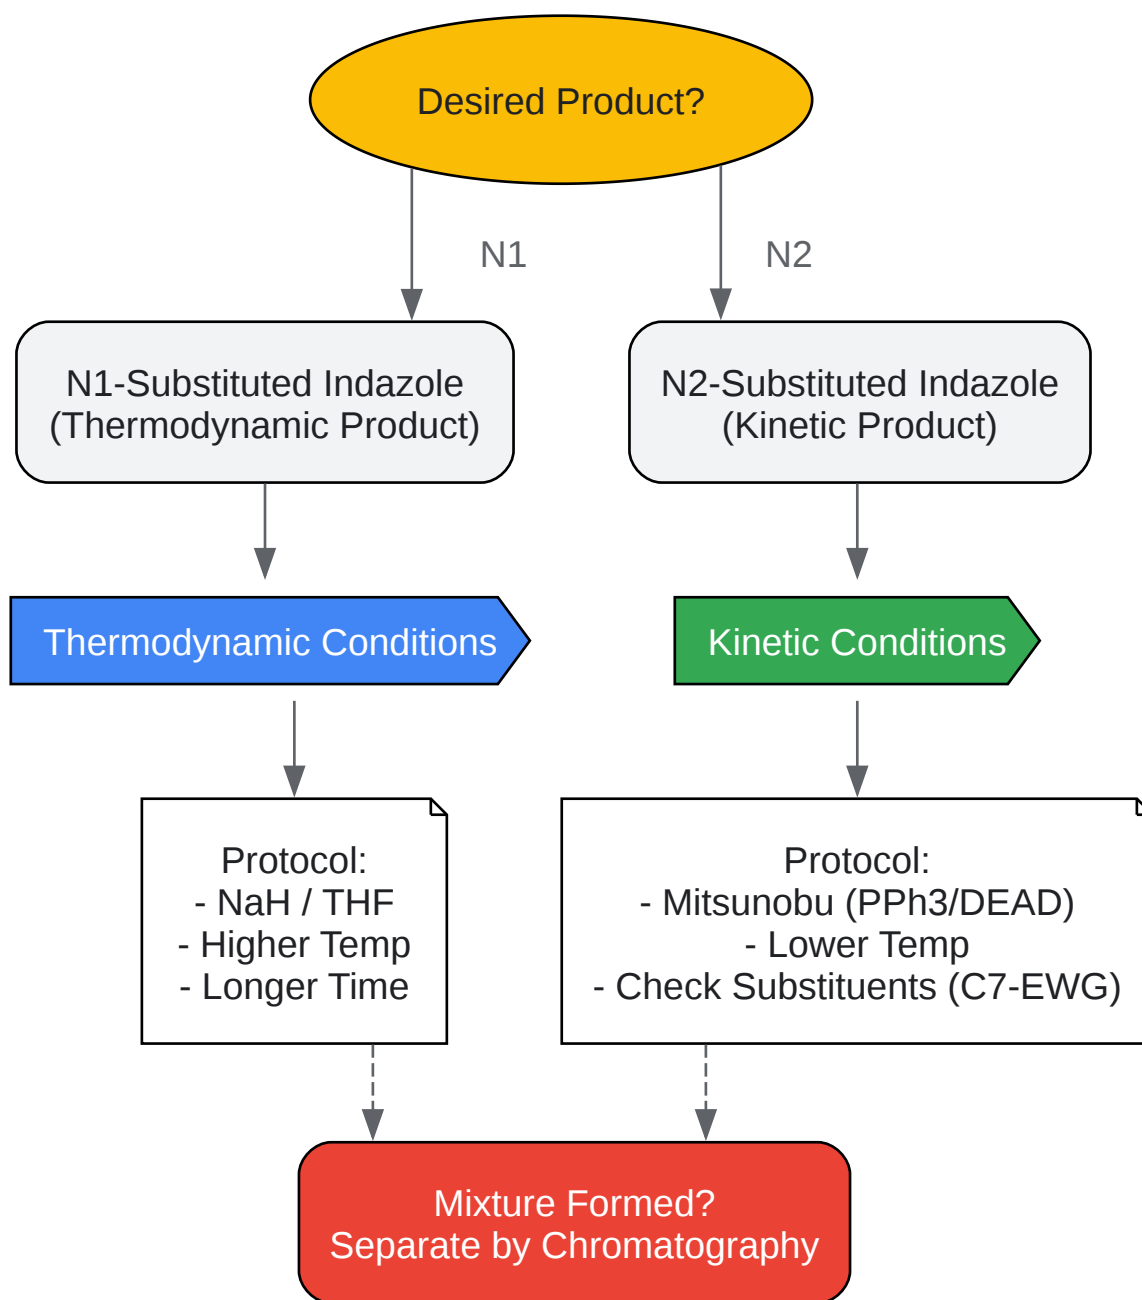 Desired Product?
N1
N2
N1-Substituted Indazole
(Thermodynamic Product)
N2-Substituted Indazole
(Kinetic Product)
Thermodynamic Conditions
Kinetic Conditions
Protocol:
- NaH / THF
- Higher Temp
- Longer Time
Protocol:
- Mitsunobu (PPh3/DEAD)
- Lower Temp
- Check Substituents (C7-EWG)
Mixture Formed?
Separate by Chromatography